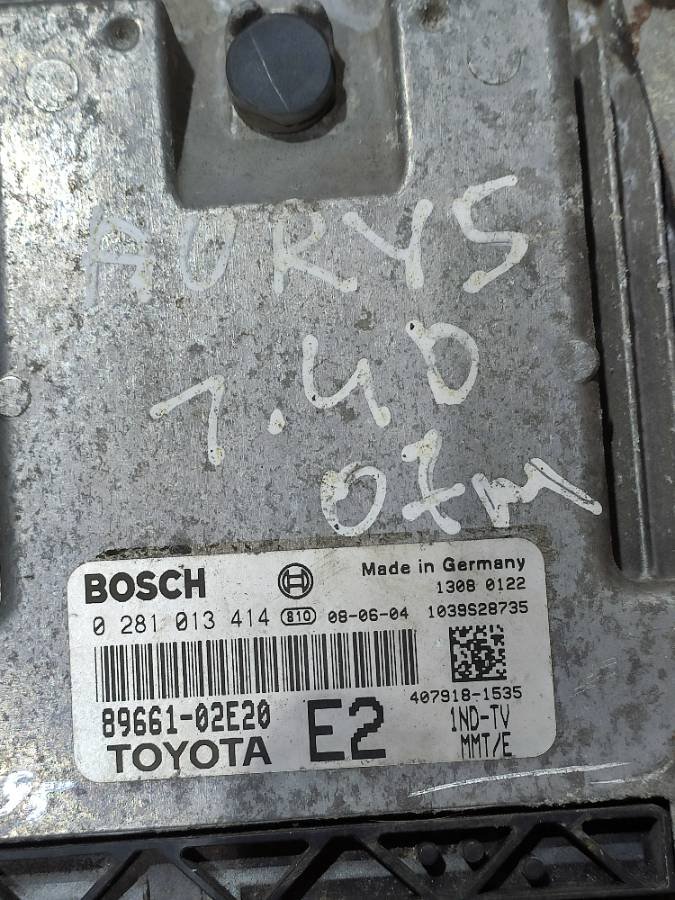 AURYS
1.4D
07m
BOSCH Made in Germany
1308 0122
0 281 013 414 810 08-06-04 1039S28735
407918-1535
89661-02E20 E2 1ND-TV
TOYOTA MMT/E